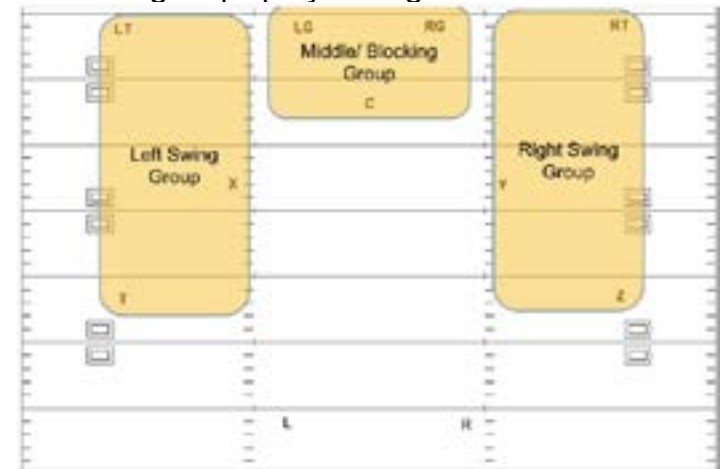 LT
LG RG
RT
Middle/ Blocking
Group
C
Left Swing
Group
X
Right Swing
Group
Y
Z
L R